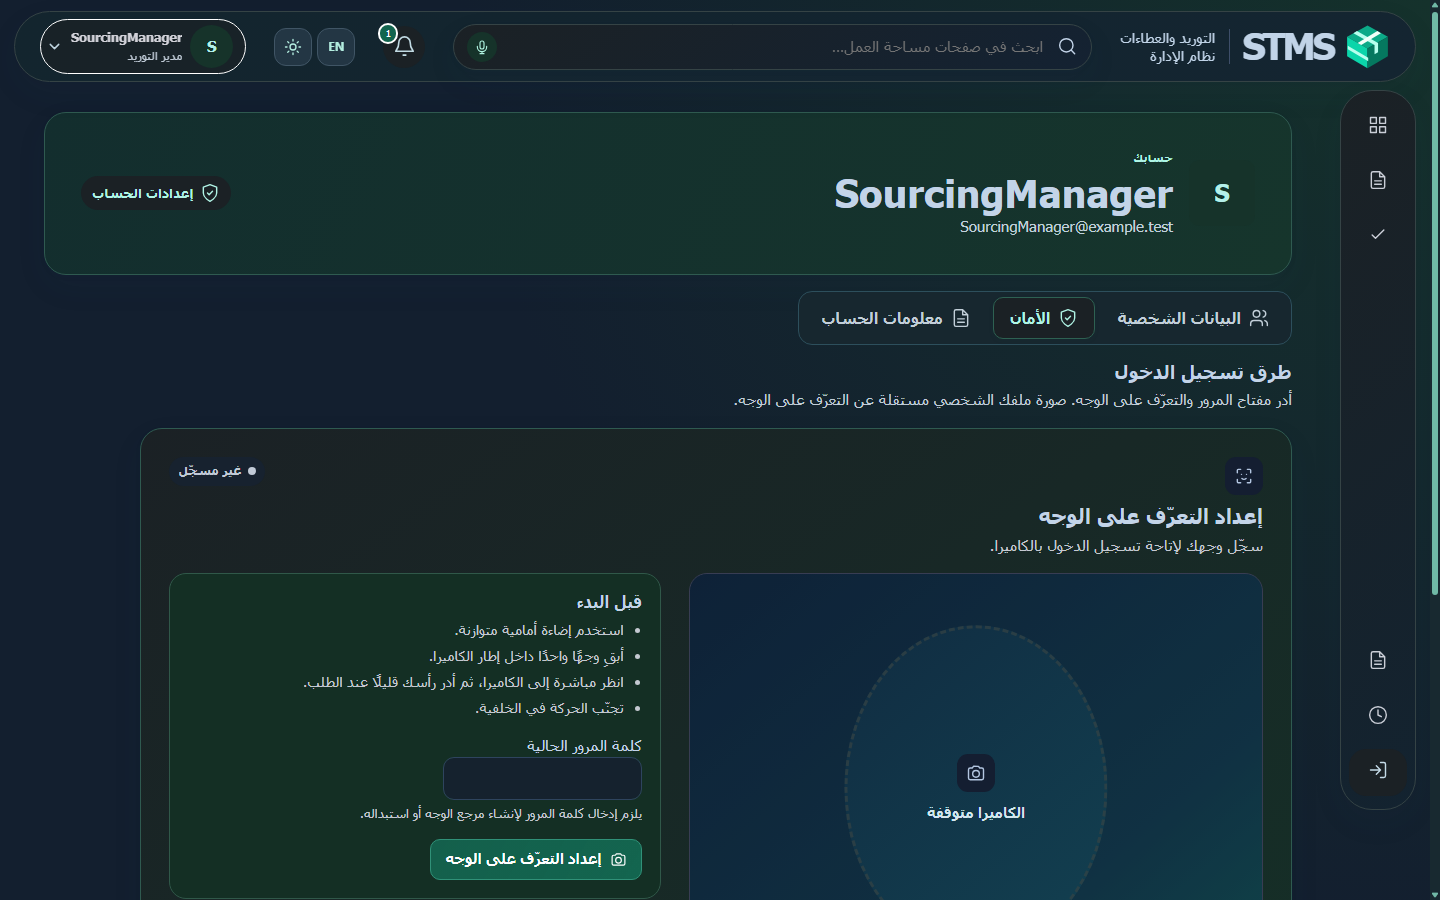 STMS
التوريد والعطاءات
نظام الإدارة
ابحث في صفحات مساحة العمل...
1
EN
SourcingManager
مدير التوريد
S
حسابك
SourcingManager
SourcingManager@example.test
S
إعدادات الحساب
البيانات الشخصية
الأمان
معلومات الحساب
طرق تسجيل الدخول
أدر مفتاح المرور والتعرّف على الوجه. صورة ملفك الشخصي مستقلة عن التعرّف على الوجه.
غير مسجّل
إعداد التعرّف على الوجه
سجّل وجهك لإتاحة تسجيل الدخول بالكاميرا.
الكاميرا متوقفة
قبل البدء
استخدم إضاءة أمامية متوازنة.
أبقِ وجهًا واحدًا داخل إطار الكاميرا.
انظر مباشرة إلى الكاميرا، ثم أدر رأسك قليلًا عند الطلب.
تجنّب الحركة في الخلفية.
كلمة المرور الحالية
يلزم إدخال كلمة المرور لإنشاء مرجع الوجه أو استبداله.
إعداد التعرّف على الوجه